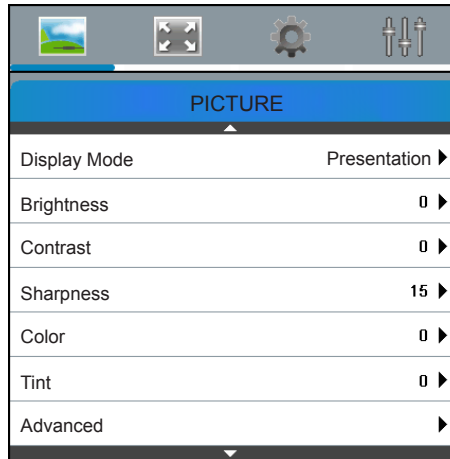 PICTURE
Display Mode Presentation
Brightness 0
Contrast 0
Sharpness 15
Color 0
Tint 0
Advanced